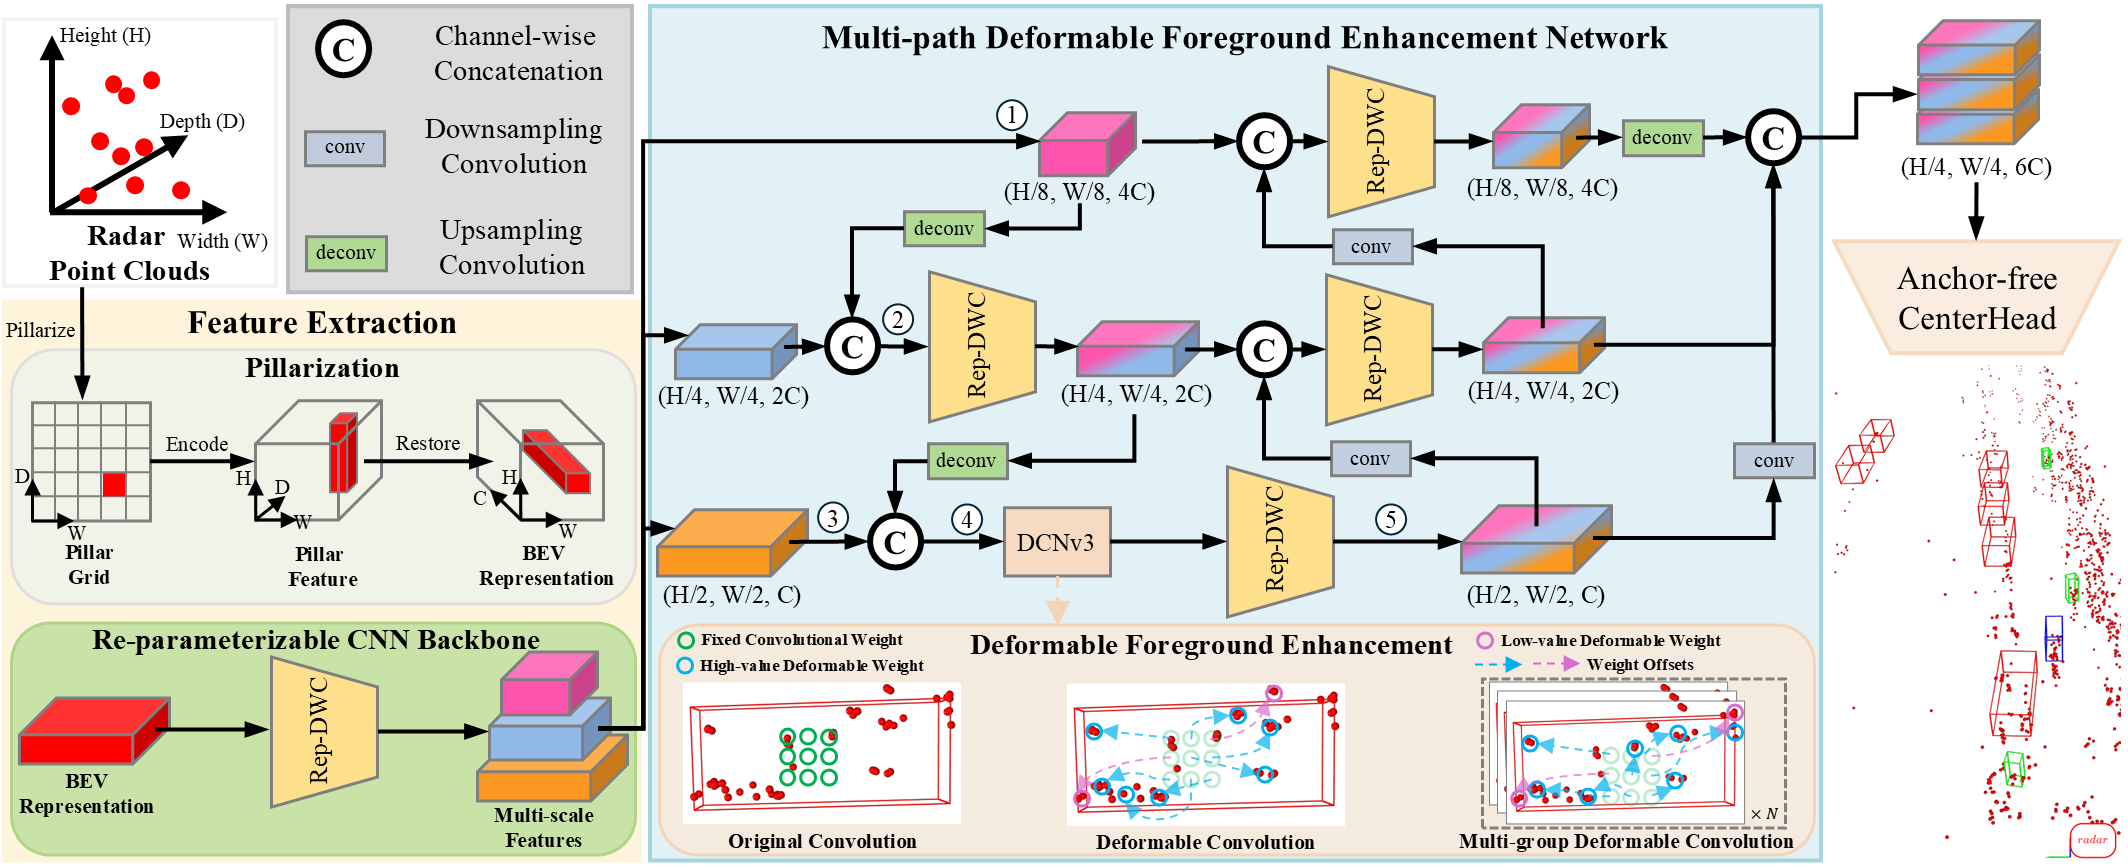 Height (H)
Depth (D)
Width (W)
Radar
Point Clouds
C
Channel-wise
Concatenation
conv
Downsampling
Convolution
deconv
Upsampling
Convolution
Pillarize
Feature Extraction
Pillarization
D
W
Pillar
Grid
Encode
H
D
W
Pillar
Feature
Restore
H
C
W
BEV
Representation
Re-parameterizable CNN Backbone
BEV
Representation
Rep-DWC
Multi-scale
Features
Multi-path Deformable Foreground Enhancement Network
1
(H/8, W/8, 4C)
C
Rep-DWC
(H/8, W/8, 4C)
deconv
C
deconv
conv
(H/4, W/4, 2C)
C
2
Rep-DWC
(H/4, W/4, 2C)
C
Rep-DWC
(H/4, W/4, 2C)
deconv
conv
conv
(H/2, W/2, C)
3
C
4
DCNv3
Rep-DWC
5
(H/2, W/2, C)
Deformable Foreground Enhancement
Fixed Convolutional Weight
High-value Deformable Weight
Low-value Deformable Weight
Weight Offsets
Original Convolution
Deformable Convolution
× N
Multi-group Deformable Convolution
(H/4, W/4, 6C)
Anchor-free
CenterHead
radar